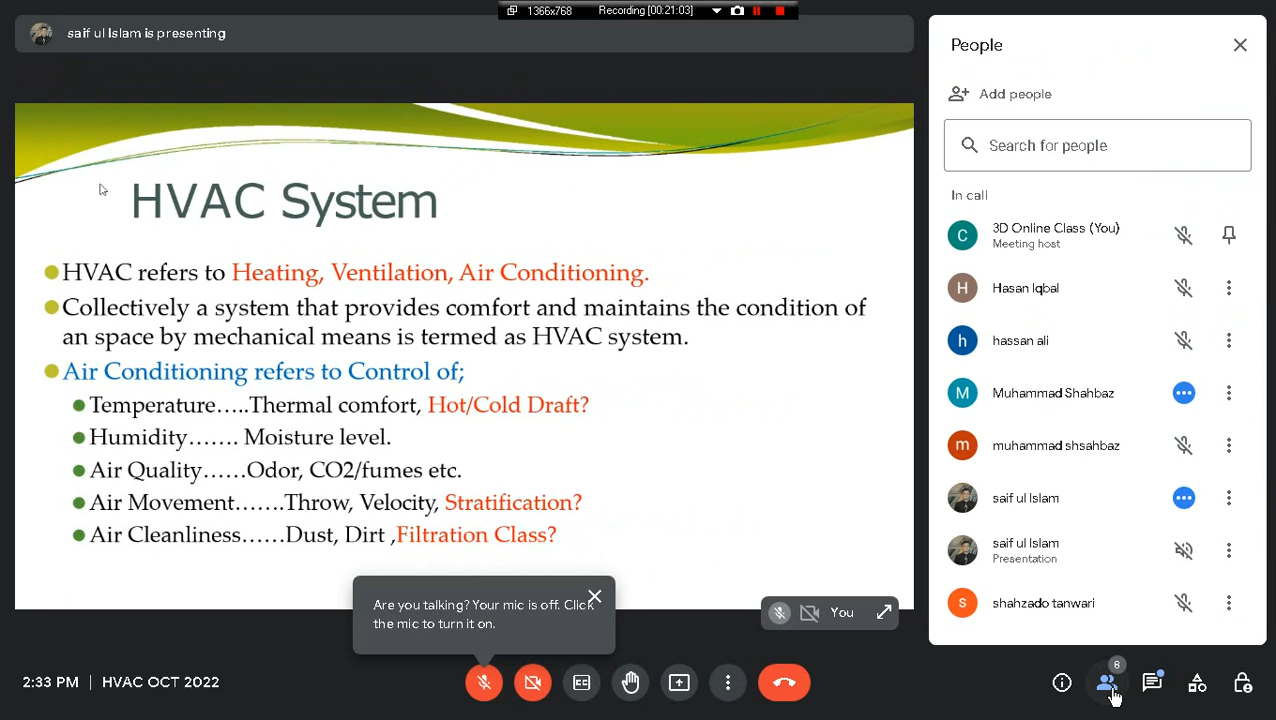 1366x768 Recording [00:21:03]
saif ul Islam is presenting
HVAC System
HVAC refers to Heating, Ventilation, Air Conditioning.
Collectively a system that provides comfort and maintains the condition of
an space by mechanical means is termed as HVAC system.
Air Conditioning refers to Control of;
Temperature…..Thermal comfort, Hot/Cold Draft?
Humidity……. Moisture level.
Air Quality……Odor, CO2/fumes etc.
Air Movement…….Throw, Velocity, Stratification?
Air Cleanliness……Dust, Dirt ,Filtration Class?
Are you talking? Your mic is off. Click
the mic to turn it on.
You
People
Add people
Search for people
In call
C 3D Online Class (You)
Meeting host
H Hasan Iqbal
h hassan ali
M Muhammad Shahbaz
m muhammad shsahbaz
saif ul Islam
saif ul Islam
Presentation
s shahzado tanwari
2:33 PM | HVAC OCT 2022
CC
6